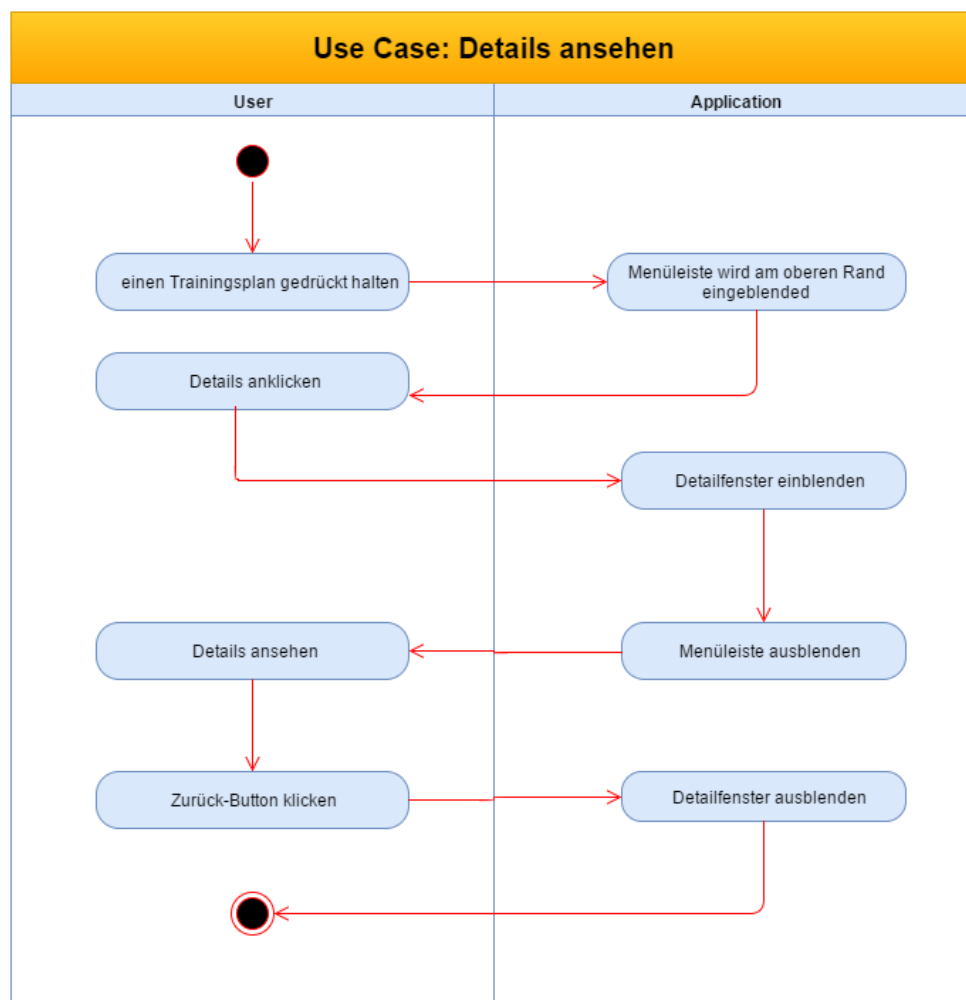 Use Case: Details ansehen
User
Application
einen Trainingsplan gedrückt halten
Menüleiste wird am oberen Rand
eingeblended
Details anklicken
Detailfenster einblenden
Details ansehen
Menüleiste ausblenden
Zurück-Button klicken
Detailfenster ausblenden